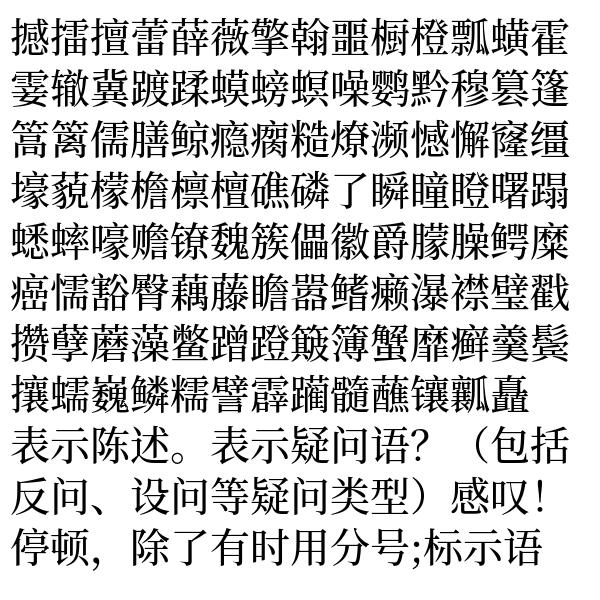 撼擂擅蕾薛薇擎翰噩橱橙瓢蟥霍
霎辙冀踱蹂蟆螃螟噪鹦黔穆篡篷
篙篱儒膳鲸瘾瘸糙燎濒憾懈窿缰
壕藐檬檐檩檀礁磷了瞬瞳瞪曙蹋
蟋蟀嚎赡镣魏簇儡徽爵朦臊鳄糜
癌懦豁臀藕藤瞻嚣鳍癞瀑襟璧戳
攒孽蘑藻鳖蹭蹬簸簿蟹靡癣羹鬓
攘蠕巍鳞糯譬霹躏髓蘸镶瓤矗
表示陈述。表示疑问语？（包括
反问、设问等疑问类型）感叹！
停顿，除了有时用分号;标示语